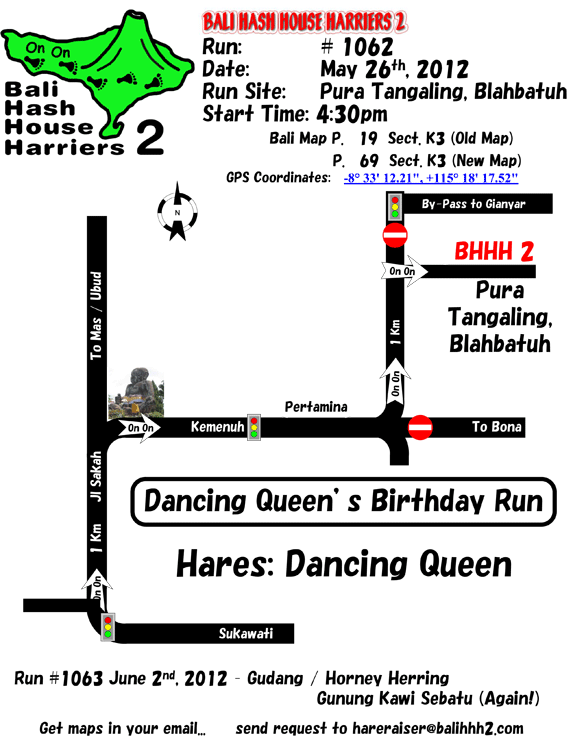 BALI HASH HOUSE HARRIERS 2
On On
Bali
Hash
House
Harriers 2
Run: # 1062
Date: May 26th, 2012
Run Site: Pura Tangaling, Blahbatuh
Start Time: 4:30pm
Bali Map P. 19 Sect. K3 (Old Map)
P. 69 Sect. K3 (New Map)
GPS Coordinates: -8° 33' 12.21", +115° 18' 17.52"
N
By-Pass to Gianyar
BHHH 2
On On
Pura
Tangaling,
Blahbatuh
To Mas / Ubud
1 Km
On On
Pertamina
On On
Kemenuh
To Bona
1 Km Jl Sakah
Dancing Queen's Birthday Run
Hares: Dancing Queen
On On
Sukawati
Run #1063 June 2nd, 2012 - Gudang / Horney Herring
Gunung Kawi Sebatu (Again!)
Get maps in your email... send request to hareraiser@balihhh2.com